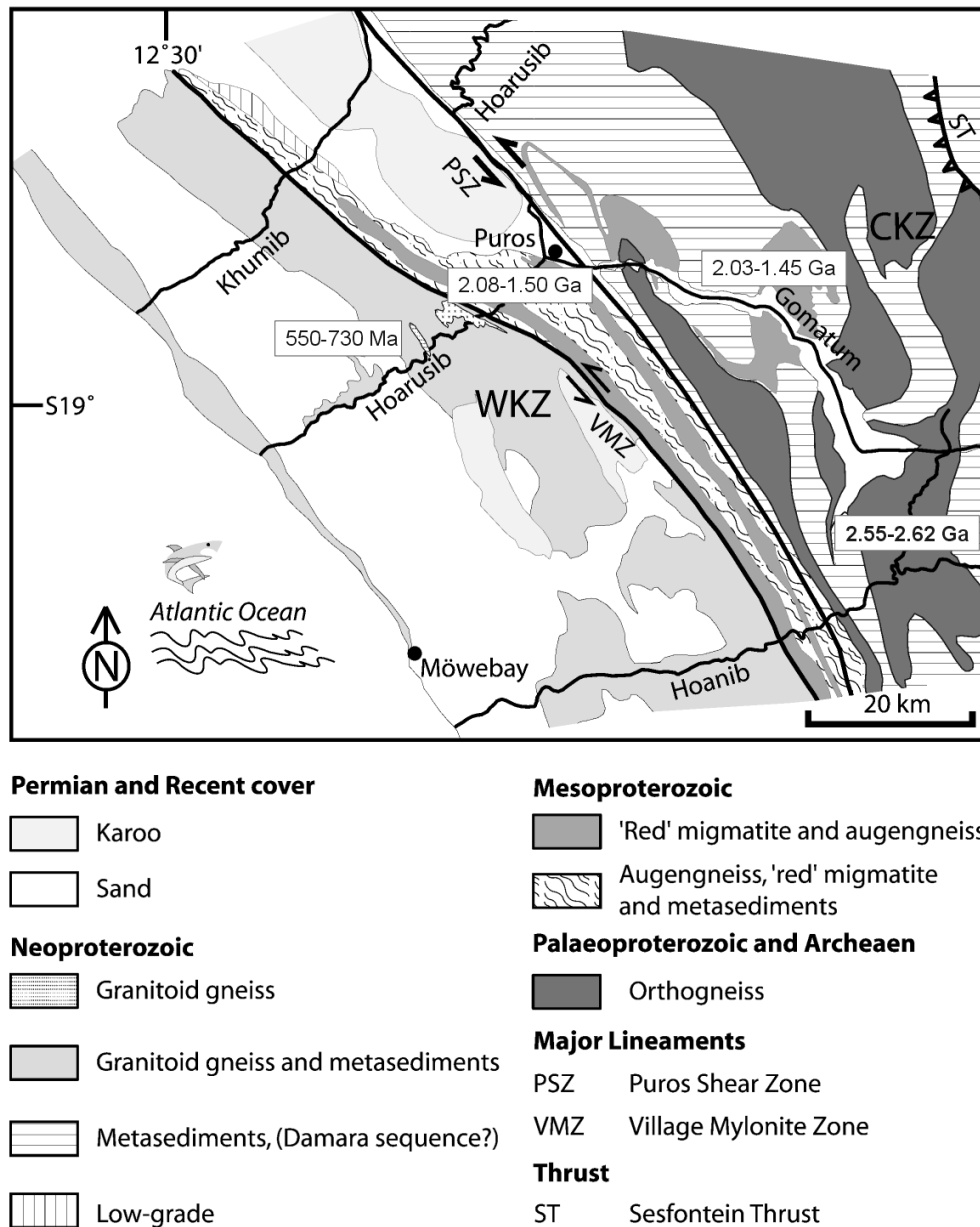 12˚30'
Hoarusib
ST
PSZ
CKZ
Puros
2.03-1.45 Ga
Khumib
2.08-1.50 Ga
Gomatum
550-730 Ma
Hoarusib
S19˚
WKZ
VMZ
2.55-2.62 Ga
Atlantic Ocean
N
Möwebay
Hoanib
20 km
Permian and Recent cover
Karoo
Sand
Neoproterozoic
Granitoid gneiss
Granitoid gneiss and metasediments
Metasediments, (Damara sequence?)
Low-grade
Mesoproterozoic
'Red' migmatite and augengneiss
Augengneiss, 'red' migmatite
and metasediments
Palaeoproterozoic and Archeaen
Orthogneiss
Major Lineaments
PSZ Puros Shear Zone
VMZ Village Mylonite Zone
Thrust
ST Sesfontein Thrust